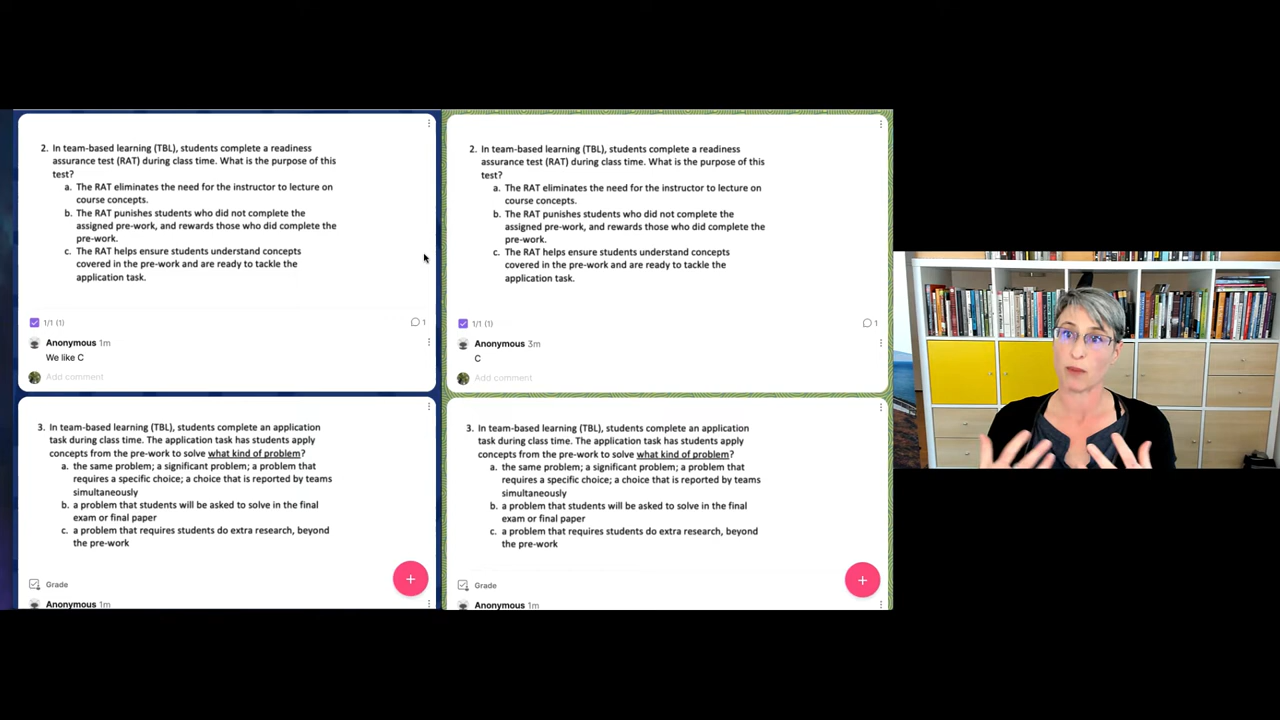 2. In team-based learning (TBL), students complete a readiness
assurance test (RAT) during class time. What is the purpose of this
test?
a. The RAT eliminates the need for the instructor to lecture on
course concepts.
b. The RAT punishes students who did not complete the
assigned pre-work, and rewards those who did complete the
pre-work.
c. The RAT helps ensure students understand concepts
covered in the pre-work and are ready to tackle the
application task.
1/1 (1)
1
Anonymous 1m
We like C
Add comment
3. In team-based learning (TBL), students complete an application
task during class time. The application task has students apply
concepts from the pre-work to solve what kind of problem?
a. the same problem; a significant problem; a problem that
requires a specific choice; a choice that is reported by teams
simultaneously
b. a problem that students will be asked to solve in the final
exam or final paper
c. a problem that requires students do extra research, beyond
the pre-work
Grade
Anonymous 1m
2. In team-based learning (TBL), students complete a readiness
assurance test (RAT) during class time. What is the purpose of this
test?
a. The RAT eliminates the need for the instructor to lecture on
course concepts.
b. The RAT punishes students who did not complete the
assigned pre-work, and rewards those who did complete the
pre-work.
c. The RAT helps ensure students understand concepts
covered in the pre-work and are ready to tackle the
application task.
1/1 (1)
1
Anonymous 3m
C
Add comment
3. In team-based learning (TBL), students complete an application
task during class time. The application task has students apply
concepts from the pre-work to solve what kind of problem?
a. the same problem; a significant problem; a problem that
requires a specific choice; a choice that is reported by teams
simultaneously
b. a problem that students will be asked to solve in the final
exam or final paper
c. a problem that requires students do extra research, beyond
the pre-work
Grade
Anonymous 1m